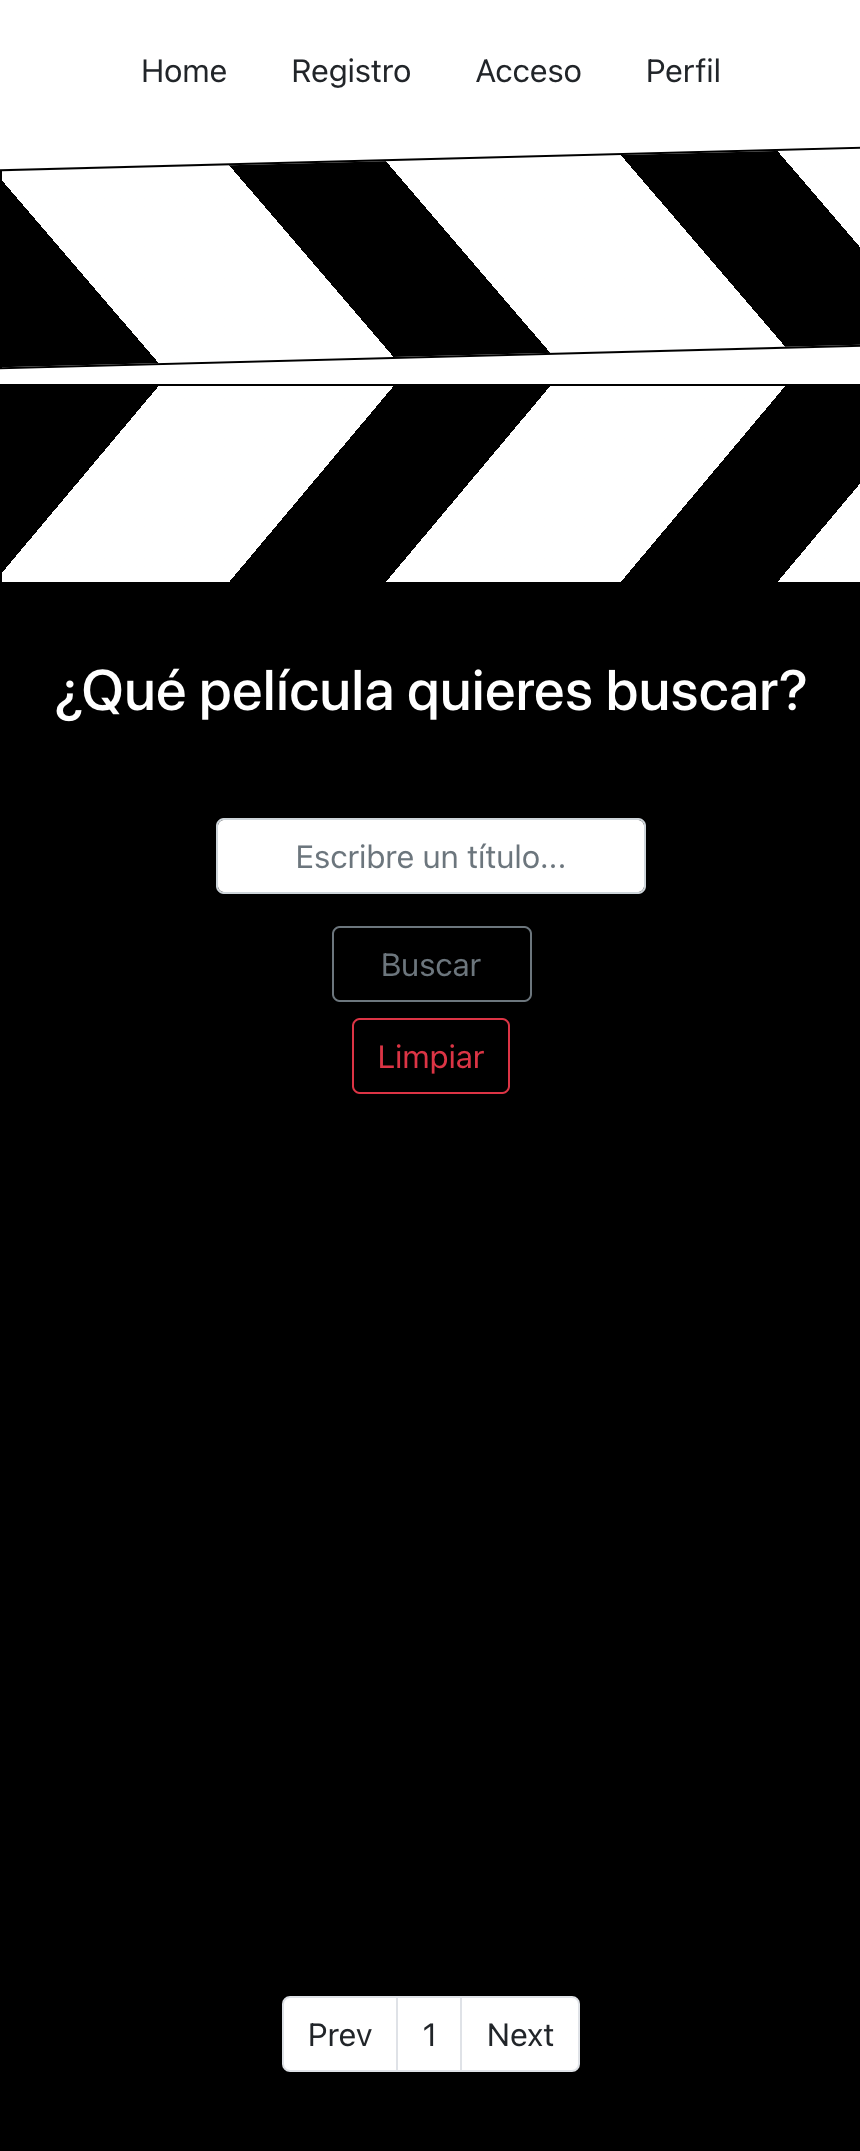 Home Registro Acceso Perfil
¿Qué película quieres buscar?
Escribre un título...
Buscar
Limpiar
Prev 1 Next